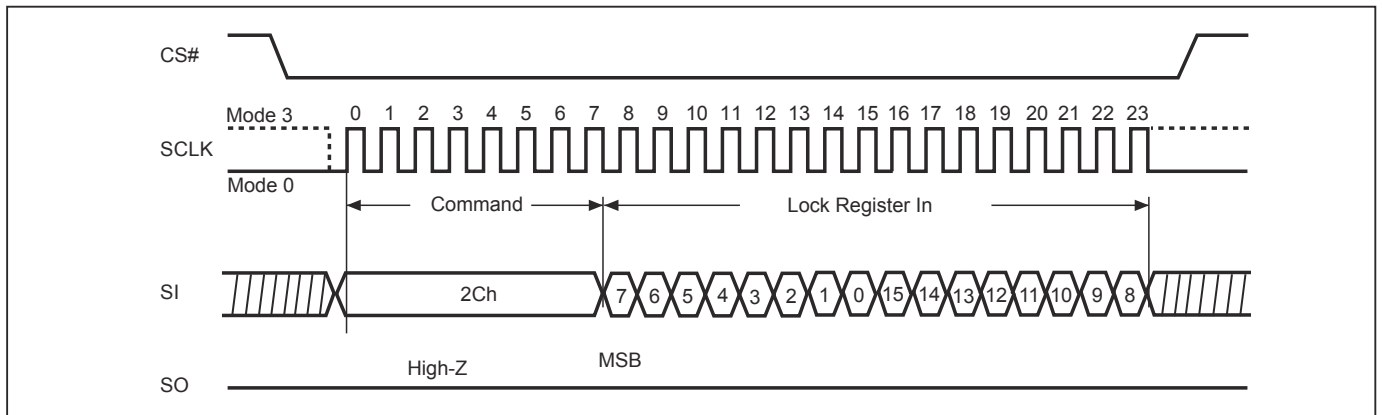 CS#
Mode 3
0 1 2 3 4 5 6 7 8 9 10 11 12 13 14 15 16 17 18 19 20 21 22 23
SCLK
Mode 0
Command Lock Register In
SI 2Ch 7 6 5 4 3 2 1 0 15 14 13 12 11 10 9 8
High-Z MSB
SO